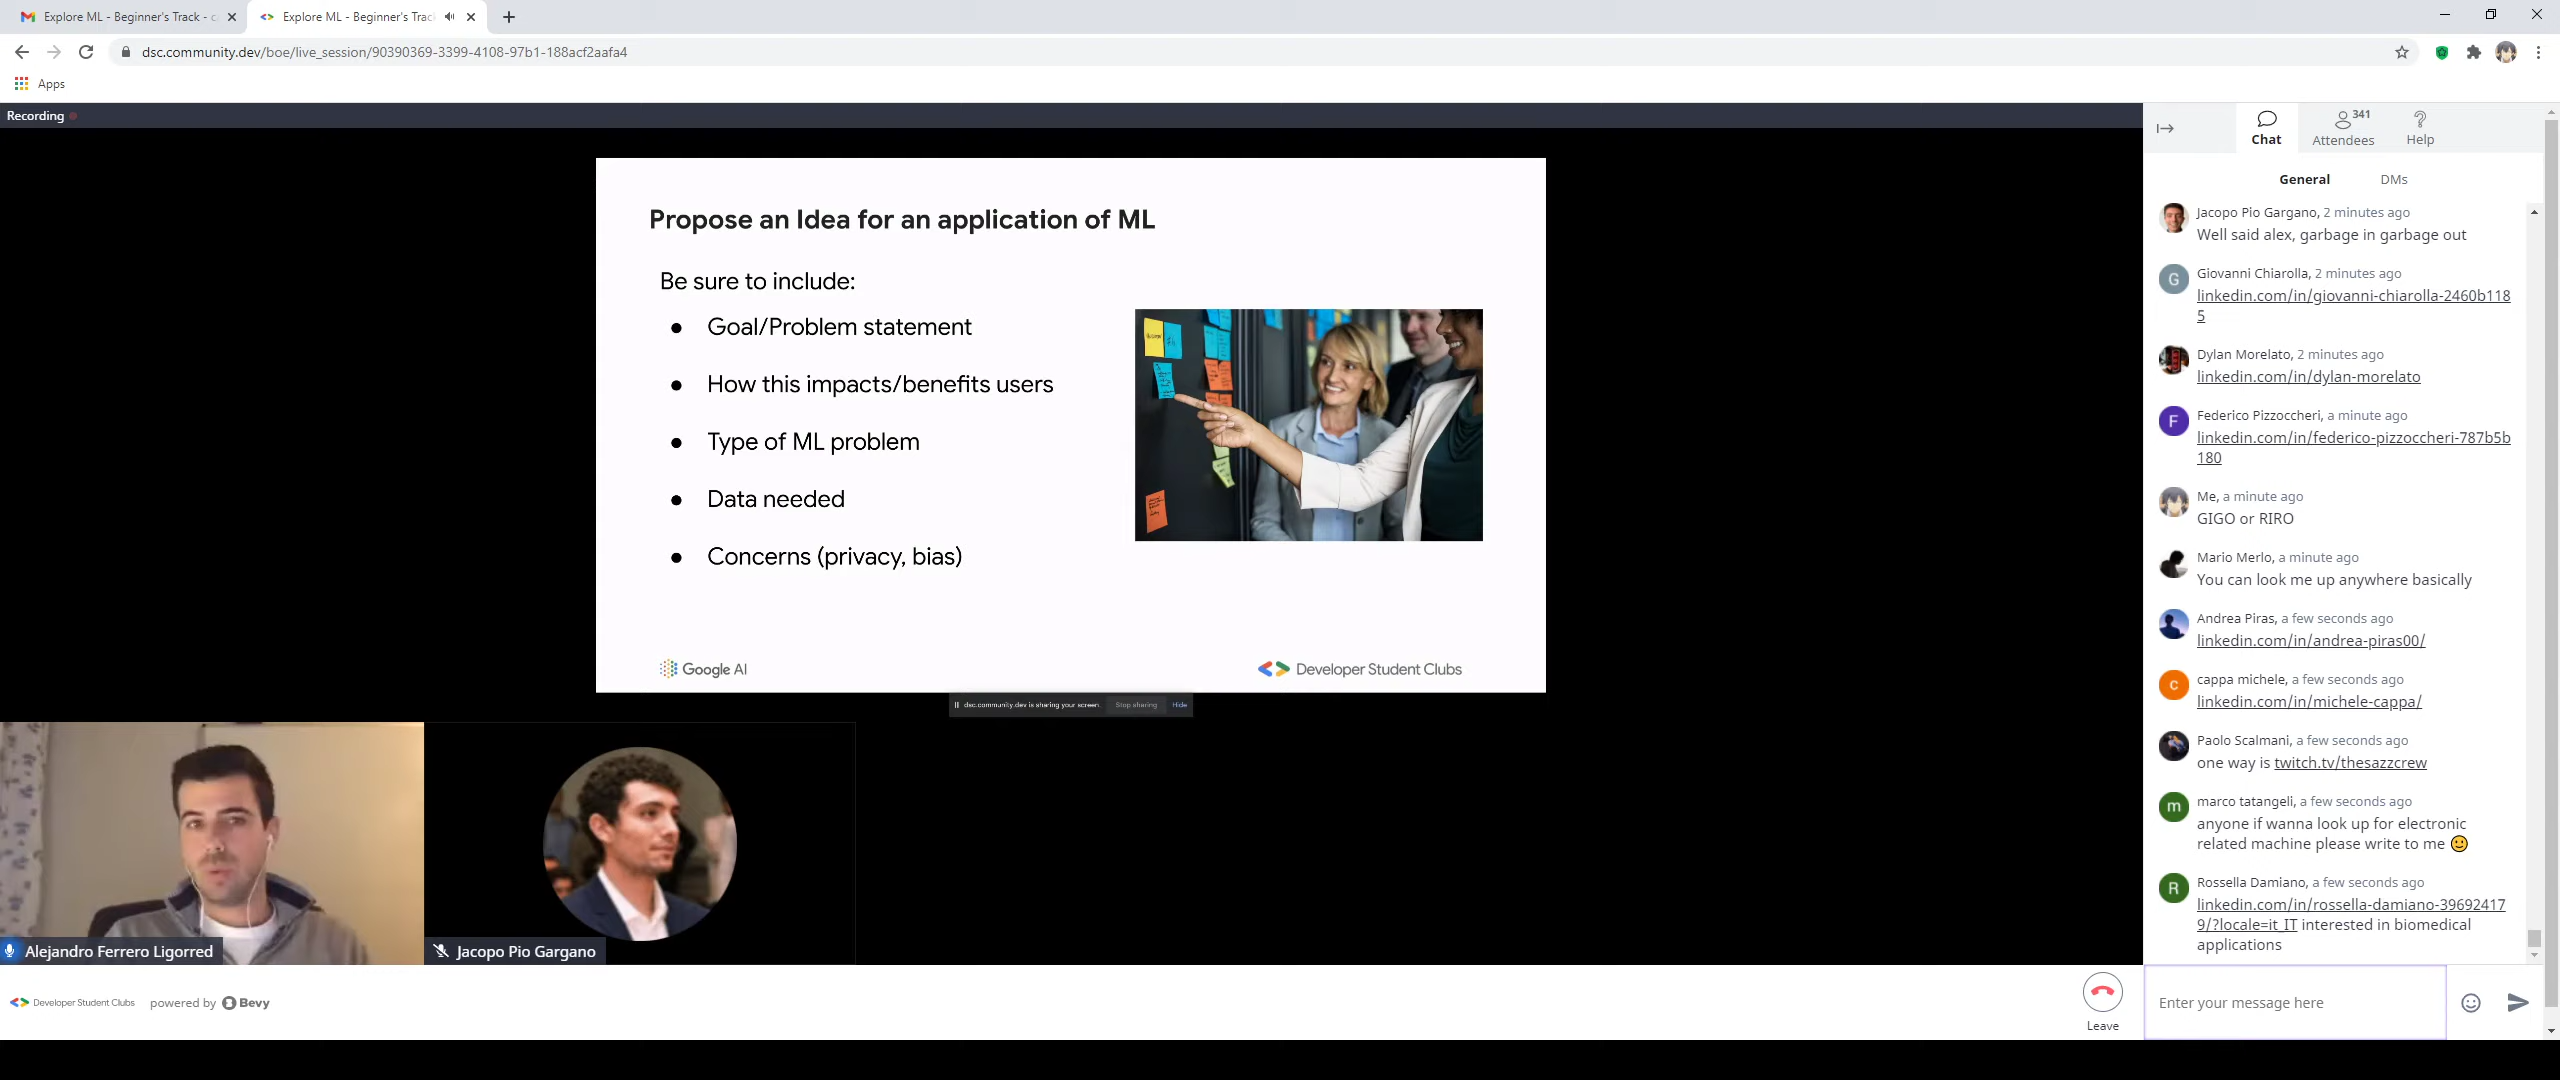 Explore ML - Beginner's Track - c
Explore ML - Beginner's Trac
dsc.community.dev/boe/live_session/90390369-3399-4108-97b1-188acf2aafa4
Apps
Recording
Propose an Idea for an application of ML
Be sure to include:
● Goal/Problem statement
● How this impacts/benefits users
● Type of ML problem
● Data needed
● Concerns (privacy, bias)
Google AI
Developer Student Clubs
dsc.community.dev is sharing your screen.
Stop sharing
Hide
Alejandro Ferrero Ligorred
Jacopo Pio Gargano
Developer Student Clubs
powered by Bevy
Leave
Chat
341
Attendees
Help
General
DMs
Jacopo Pio Gargano, 2 minutes ago
Well said alex, garbage in garbage out
G
Giovanni Chiarolla, 2 minutes ago
linkedin.com/in/giovanni-chiarolla-2460b118
5
Dylan Morelato, 2 minutes ago
linkedin.com/in/dylan-morelato
F
Federico Pizzoccheri, a minute ago
linkedin.com/in/federico-pizzoccheri-787b5b
180
Me, a minute ago
GIGO or RIRO
Mario Merlo, a minute ago
You can look me up anywhere basically
Andrea Piras, a few seconds ago
linkedin.com/in/andrea-piras00/
c
cappa michele, a few seconds ago
linkedin.com/in/michele-cappa/
Paolo Scalmani, a few seconds ago
one way is twitch.tv/thesazzcrew
m
marco tatangeli, a few seconds ago
anyone if wanna look up for electronic
related machine please write to me 🙂
R
Rossella Damiano, a few seconds ago
linkedin.com/in/rossella-damiano-39692417
9/?locale=it_IT interested in biomedical
applications
Enter your message here